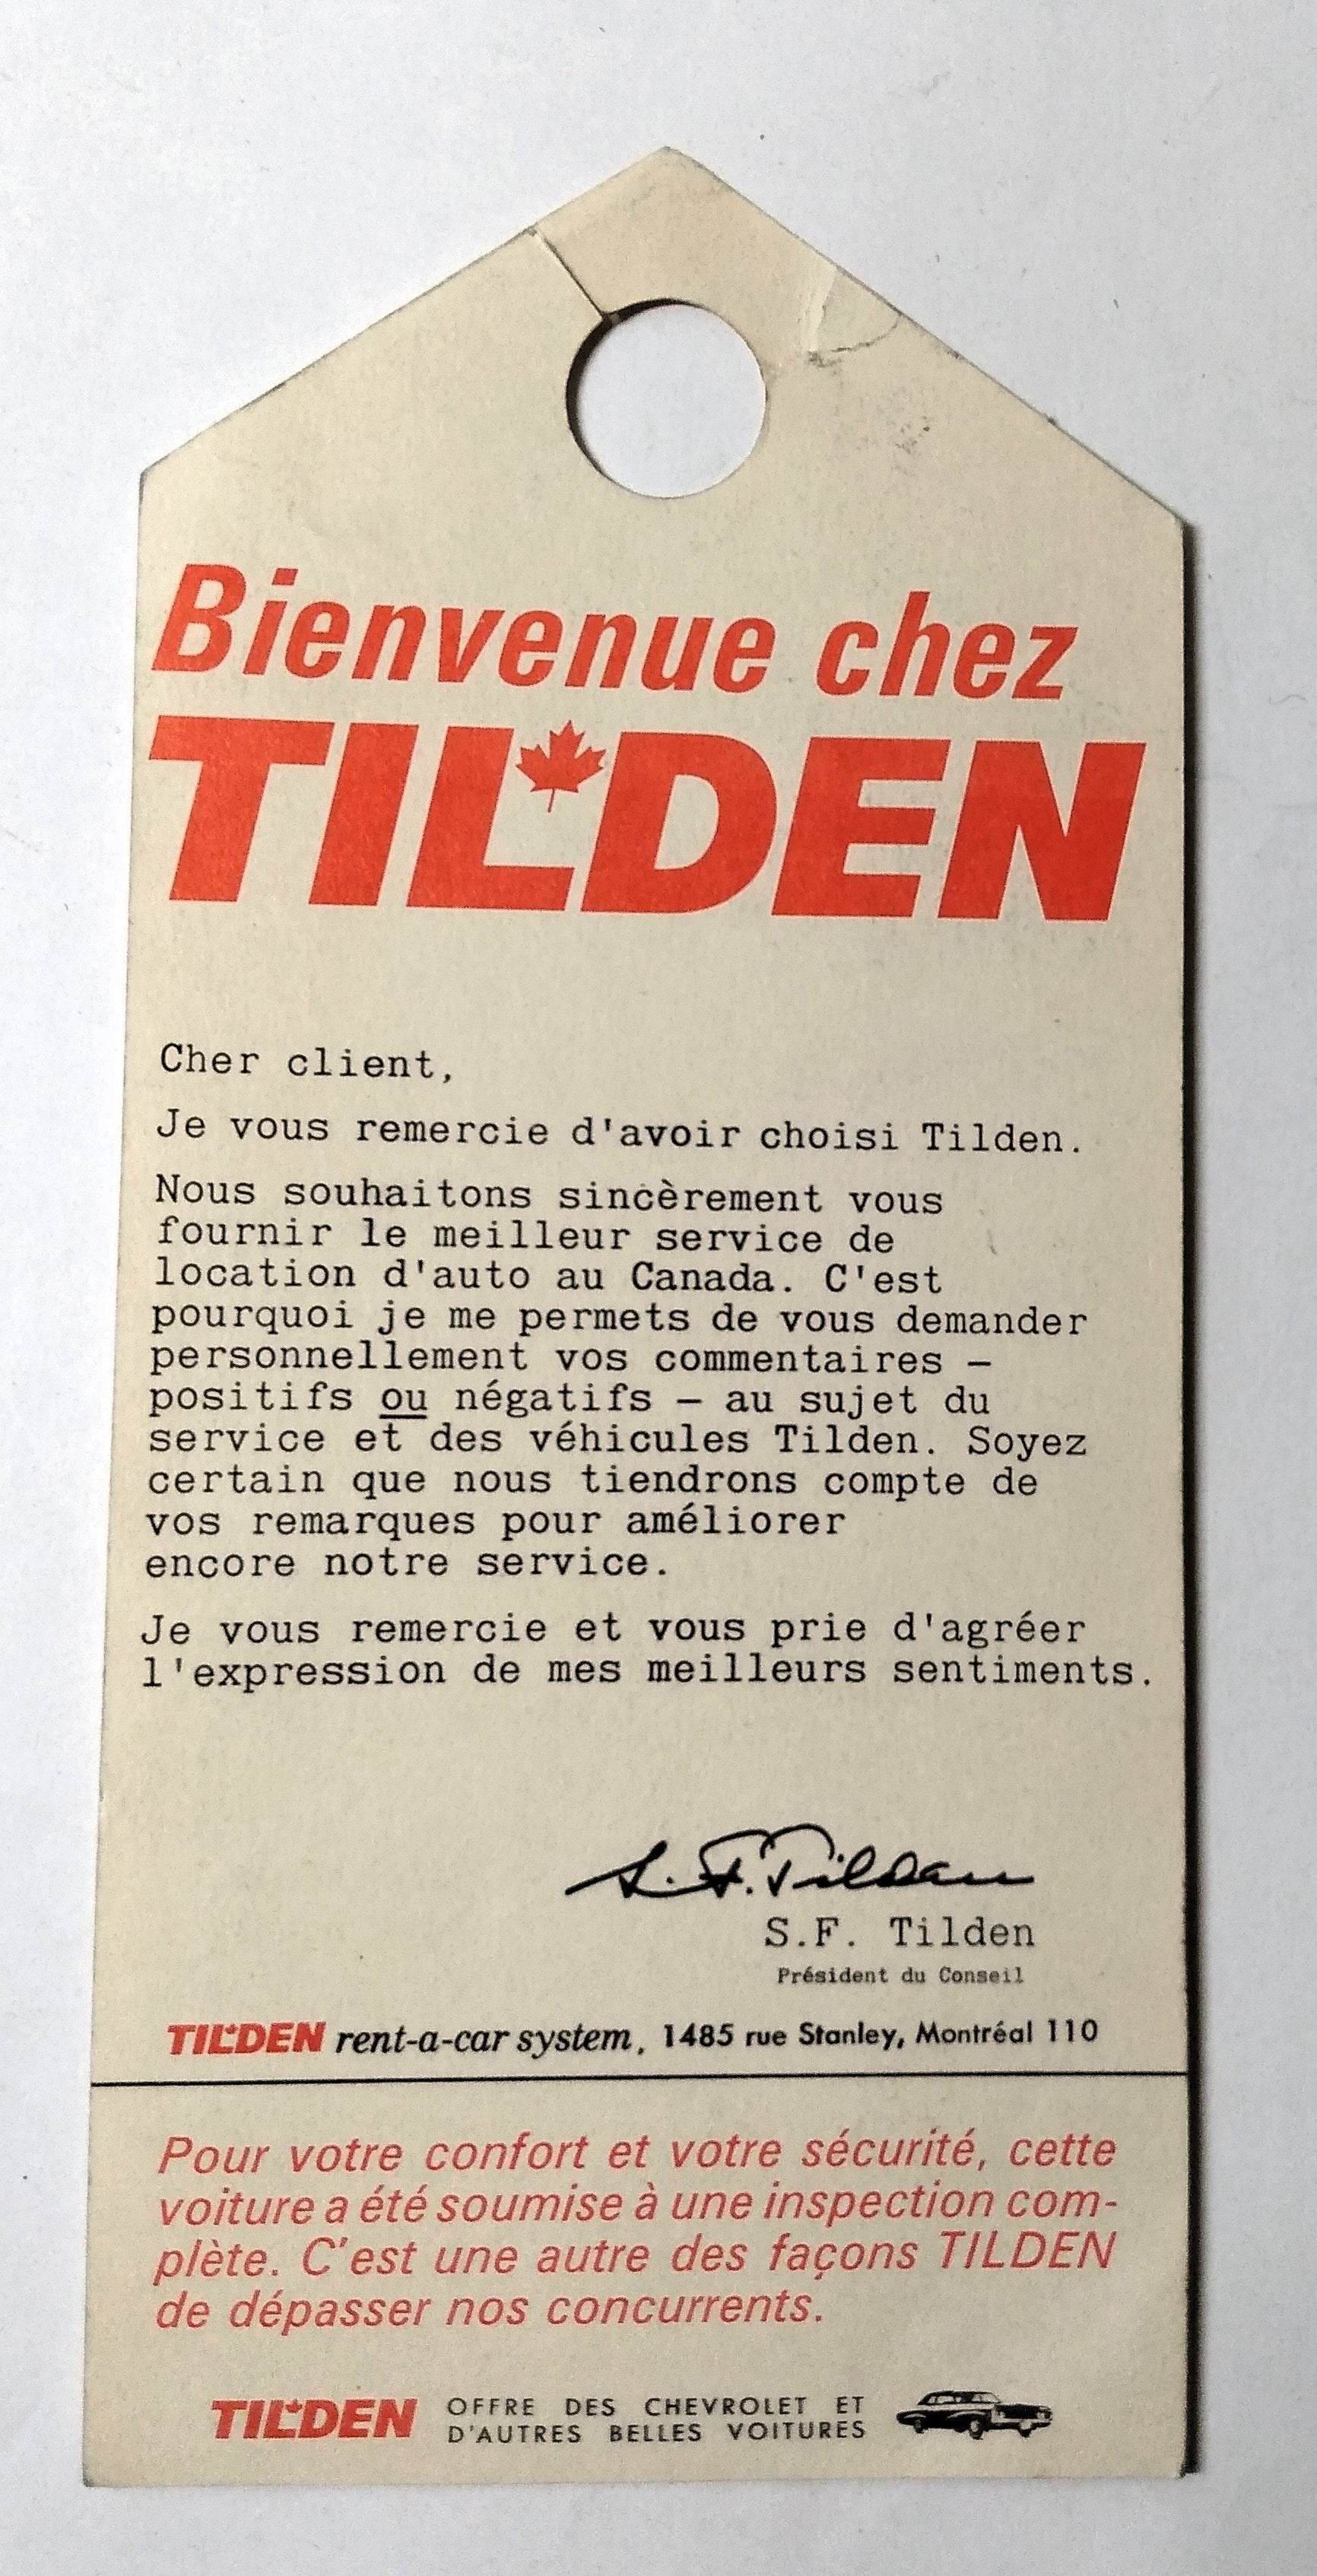 Bienvenue chez
TILDEN
Cher client,
Je vous remercie d'avoir choisi Tilden.
Nous souhaitons sincèrement vous
fournir le meilleur service de
location d'auto au Canada. C'est
pourquoi je me permets de vous demander
personnellement vos commentaires –
positifs ou négatifs – au sujet du
service et des véhicules Tilden. Soyez
certain que nous tiendrons compte de
vos remarques pour améliorer
encore notre service.
Je vous remercie et vous prie d'agréer
l'expression de mes meilleurs sentiments.
S. F. Tilden
S.F. Tilden
Président du Conseil
TILDEN rent-a-car system, 1485 rue Stanley, Montréal 110
Pour votre confort et votre sécurité, cette
voiture a été soumise à une inspection com-
plète. C'est une autre des façons TILDEN
de dépasser nos concurrents.
TILDEN OFFRE DES CHEVROLET ET
D'AUTRES BELLES VOITURES